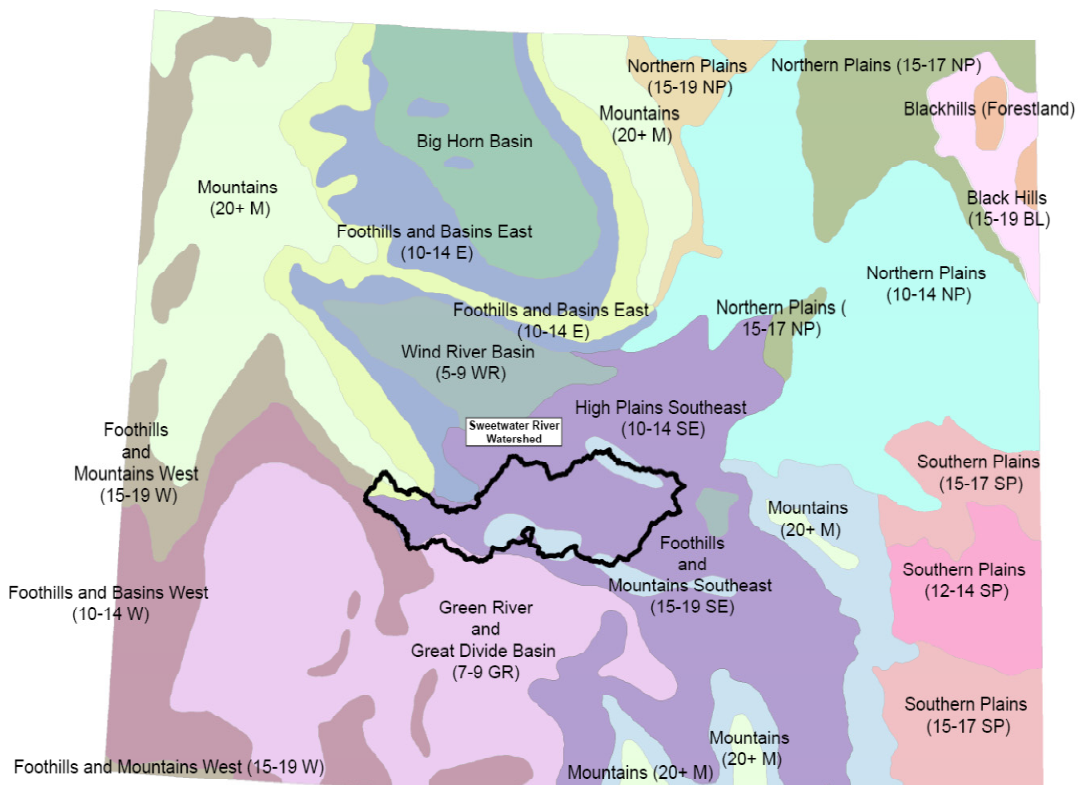 Northern Plains
(15-19 NP)
Northern Plains (15-17 NP)
Blackhills (Forestland)
Mountains
(20+ M)
Big Horn Basin
Mountains
(20+ M)
Black Hills
(15-19 BL)
Foothills and Basins East
(10-14 E)
Northern Plains
(10-14 NP)
Foothills and Basins East
(10-14 E)
Northern Plains (
15-17 NP)
Wind River Basin
(5-9 WR)
High Plains Southeast
(10-14 SE)
Sweetwater River
Watershed
Foothills
and
Mountains West
(15-19 W)
Southern Plains
(15-17 SP)
Mountains
(20+ M)
Foothills
and
Mountains Southeast
(15-19 SE)
Southern Plains
(12-14 SP)
Foothills and Basins West
(10-14 W)
Green River
and
Great Divide Basin
(7-9 GR)
Southern Plains
(15-17 SP)
Mountains
(20+ M)
Foothills and Mountains West (15-19 W)
Mountains (20+ M)